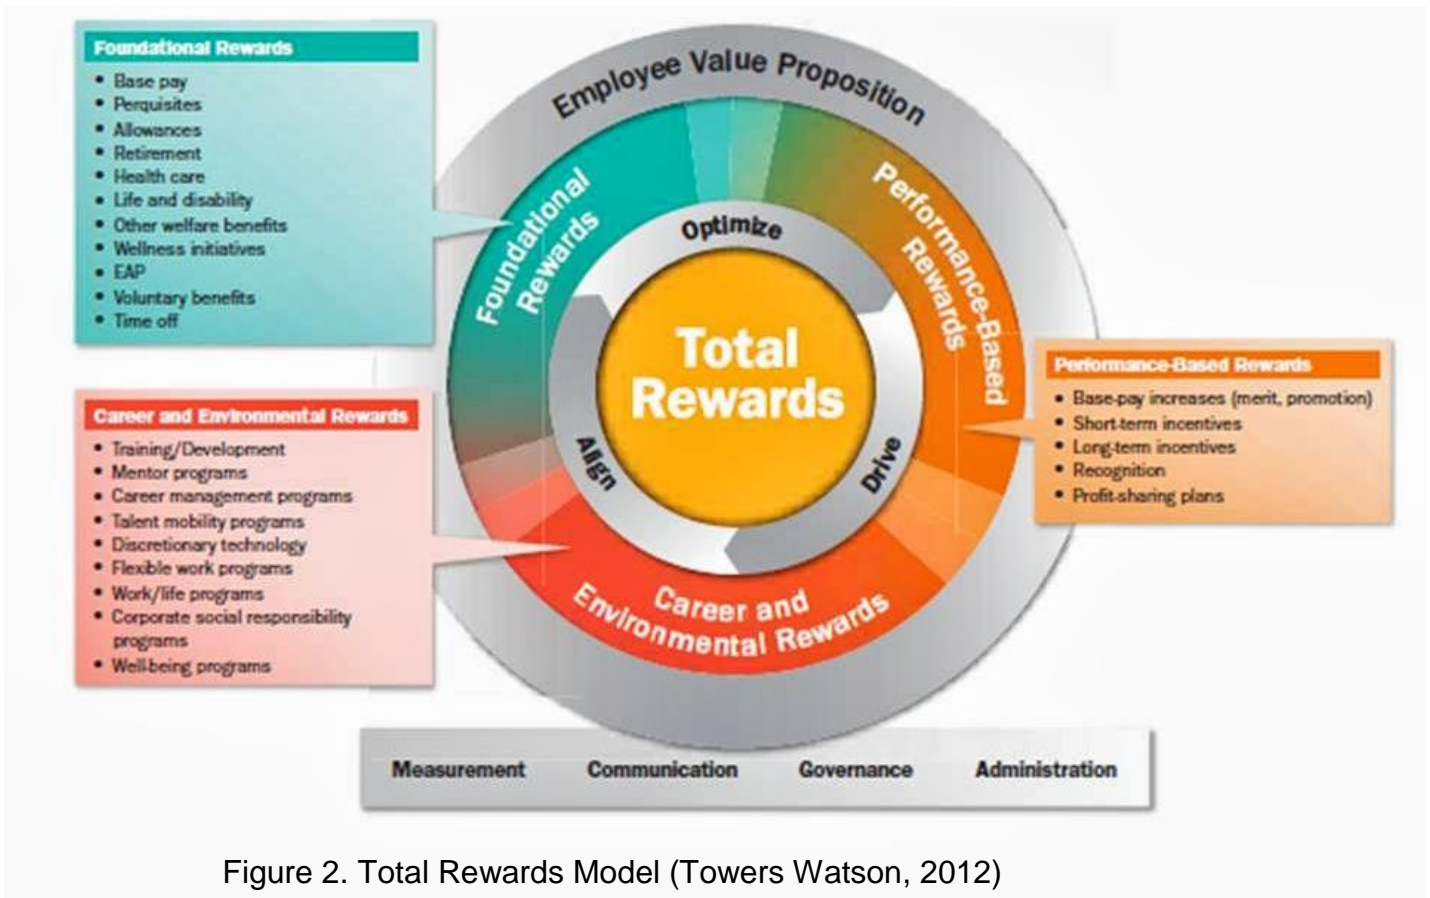 Foundational Rewards
• Base pay
• Perquisites
• Allowances
• Retirement
• Health care
• Life and disability
• Other welfare benefits
• Wellness initiatives
• EAP
• Voluntary benefits
• Time off
Career and Environmental Rewards
• Training/Development
• Mentor programs
• Career management programs
• Talent mobility programs
• Discretionary technology
• Flexible work programs
• Work/life programs
• Corporate social responsibility
programs
• Well-being programs
Employee Value Proposition
Foundational
Rewards
Performance-Based
Rewards
Optimize
Total
Rewards
Align
Drive
Career and
Environmental Rewards
Performance-Based Rewards
• Base-pay increases (merit, promotion)
• Short-term incentives
• Long-term incentives
• Recognition
• Profit-sharing plans
Measurement Communication Governance Administration
Figure 2. Total Rewards Model (Towers Watson, 2012)